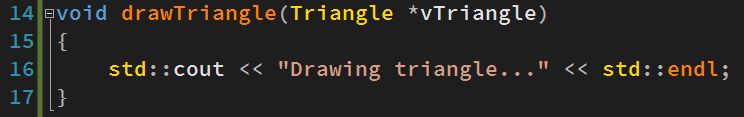 14 void drawTriangle(Triangle *vTriangle)
15 {
16     std::cout << "Drawing triangle..." << std::endl;
17 }